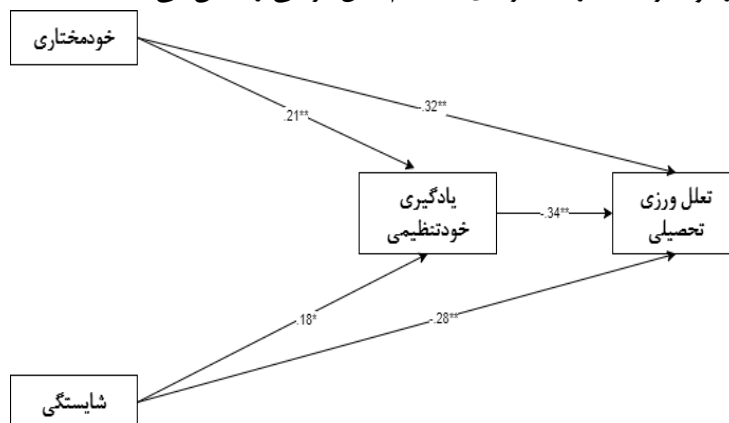 خودمختاری
.21**
-.32**
یادگیری
خودتنظیمی
-.34**
تعلل ورزی
تحصیلی
.18*
-.28**
شایستگی